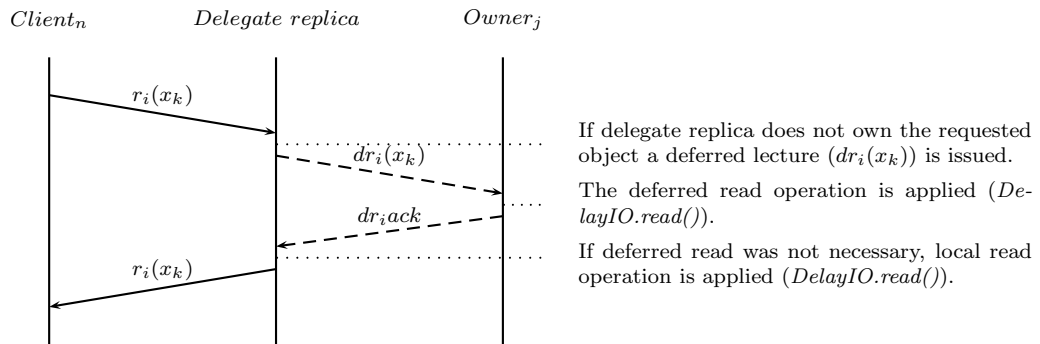 Client_n Delegate replica Owner_j
r_i(x_k)
If delegate replica does not own the requested
object a deferred lecture (dr_i(x_k)) is issued.
dr_i(x_k)
The deferred read operation is applied (De-
layIO.read()).
dr_iack
If deferred read was not necessary, local read
operation is applied (DelayIO.read()).
r_i(x_k)